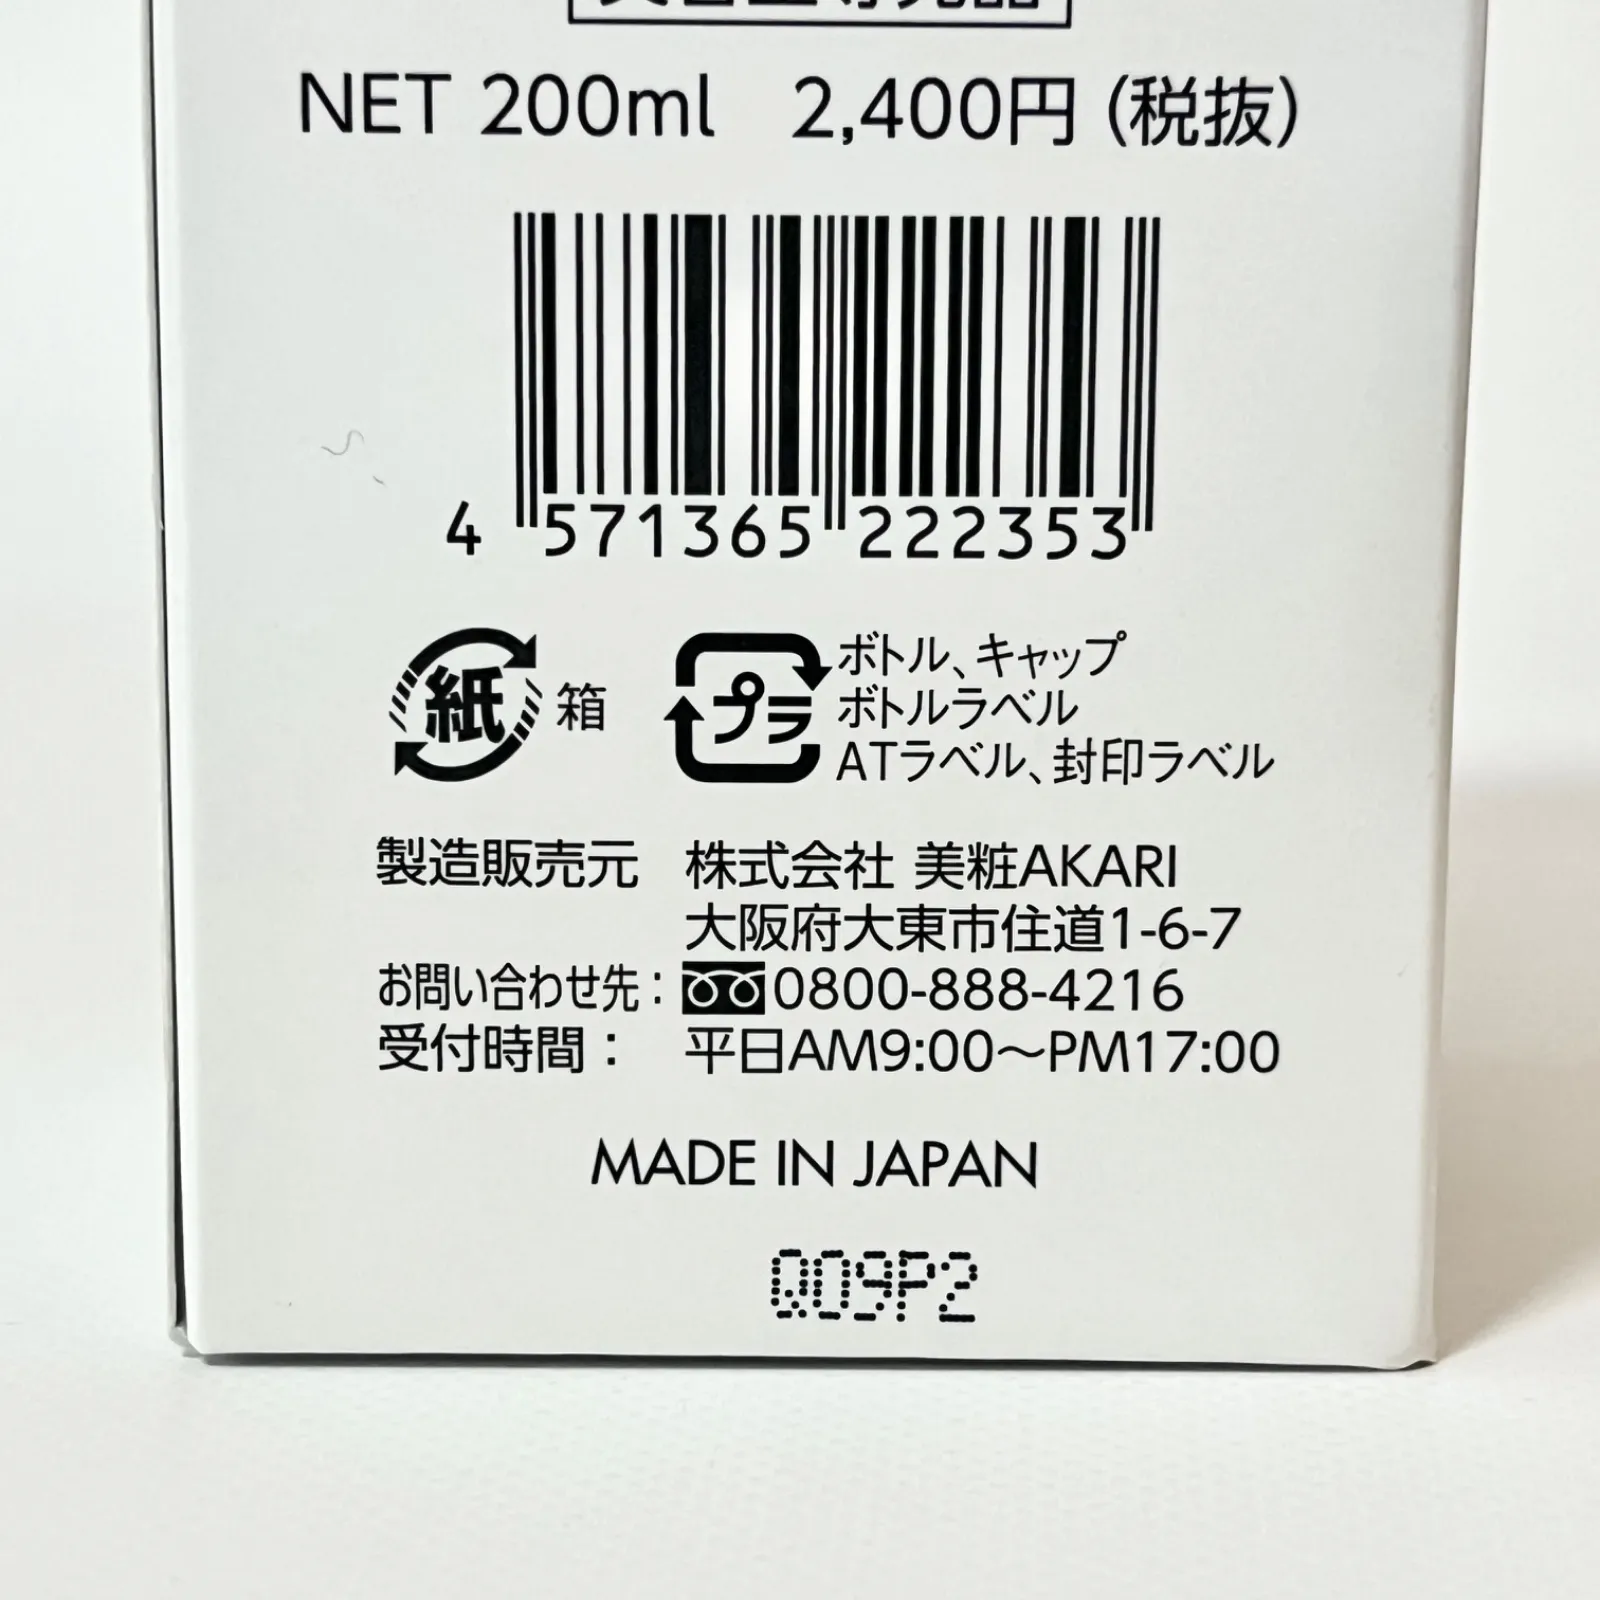 NET 200ml 2,400円(税抜)
4 571365 222353
紙 箱
プラ ボトル、キャップ
ボトルラベル
ATラベル、封印ラベル
製造販売元 株式会社 美粧AKARI
大阪府大東市住道1-6-7
お問い合わせ先：0800-888-4216
受付時間： 平日AM9:00～PM17:00
MADE IN JAPAN
Q09P2